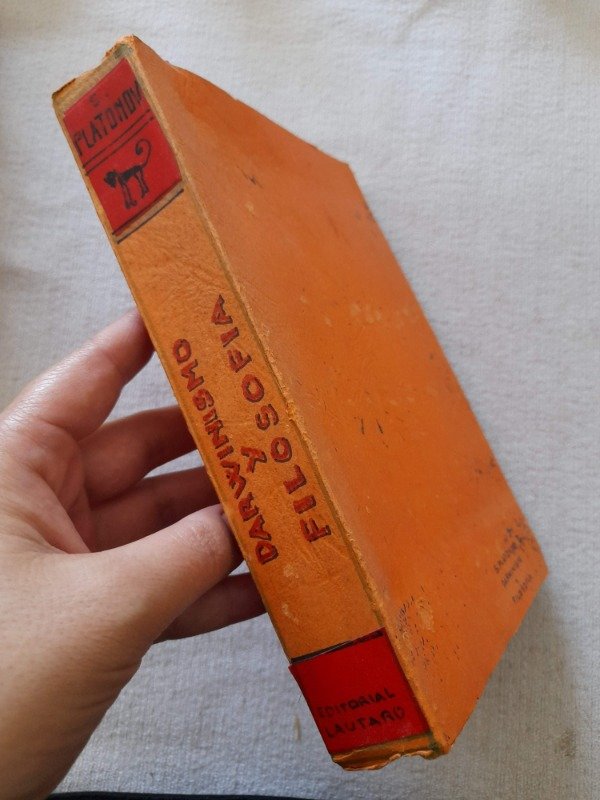 PLATONOV
DARWINISMO
Y
FILOSOFIA
EDITORIAL
LAUTARO